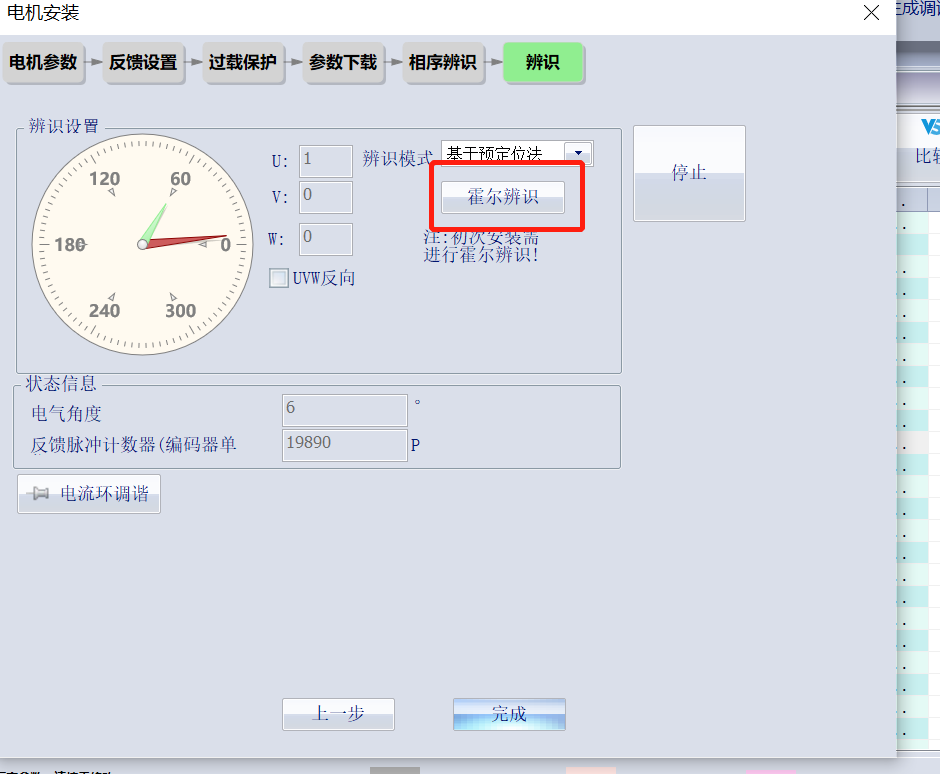 电机安装
电机参数
反馈设置
过载保护
参数下载
相序辨识
辨识
辨识设置
120
60
180
0
240
300
U: 1
V: 0
W: 0
UVW反向
辨识模式
基于预定位法
霍尔辨识
注:初次安装需
进行霍尔辨识!
停止
状态信息
电气角度
6
°
反馈脉冲计数器(编码器单
19890
P
电流环调谐
上一步
完成
成调
比